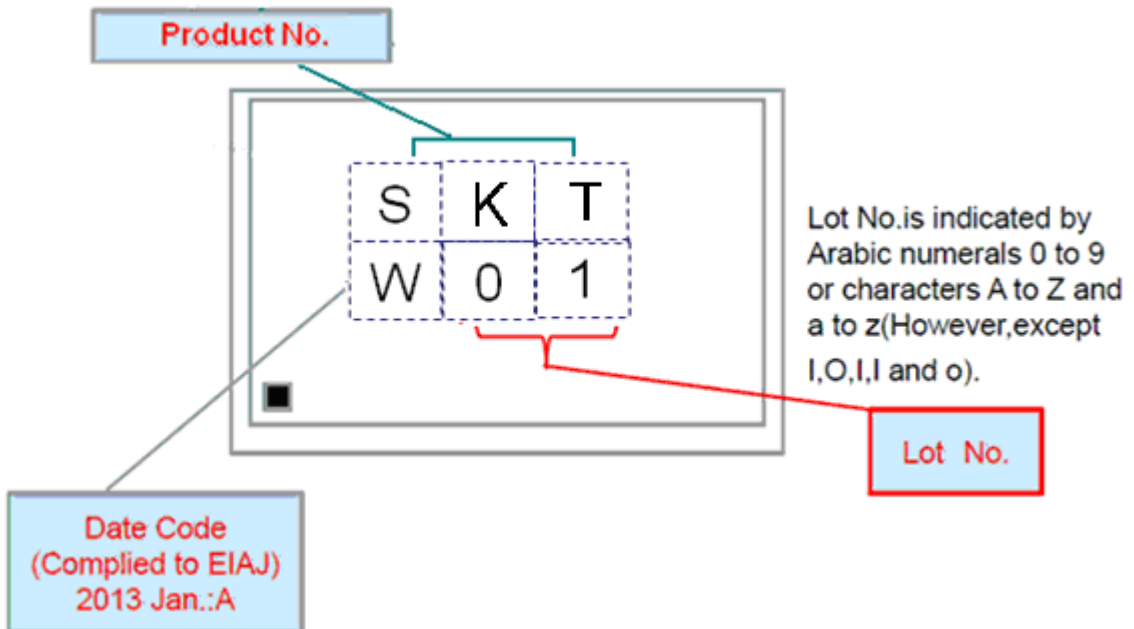 Product No.
S K T
W 0 1
Lot No.is indicated by
Arabic numerals 0 to 9
or characters A to Z and
a to z(However,except
I,O,I,I and o).
Lot No.
Date Code
(Complied to EIAJ)
2013 Jan.:A